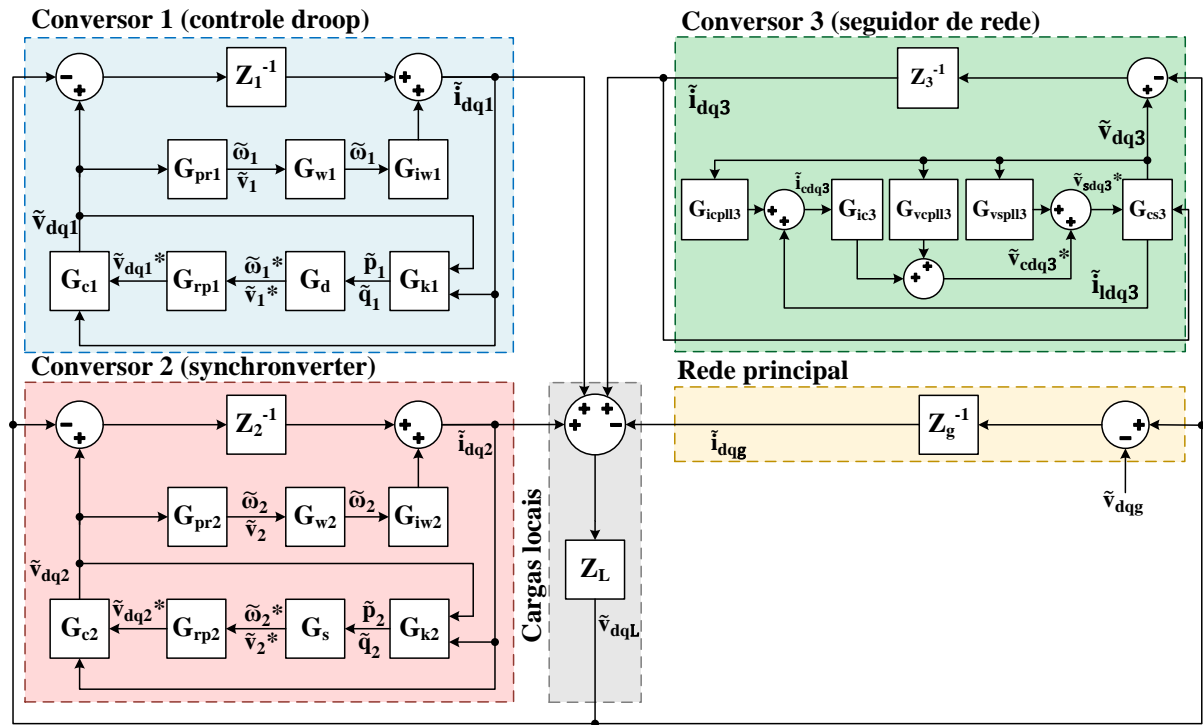 Conversor 1 (controle droop)
Z₁⁻¹
ĩdq1
Gpr1
ω̃₁
ṽ₁
Gw1
ω̃₁
Giw1
ṽdq1
Gc1
ṽdq1*
Grp1
ω̃₁*
ṽ₁*
Gd
p̃₁
q̃₁
Gk1
Conversor 2 (synchronverter)
Z₂⁻¹
ĩdq2
Gpr2
ω̃₂
ṽ₂
Gw2
ω̃₂
Giw2
ṽdq2
Gc2
ṽdq2*
Grp2
ω̃₂*
ṽ₂*
Gs
p̃₂
q̃₂
Gk2
Cargas locais
ZL
ṽdqL
Conversor 3 (seguidor de rede)
ĩdq3
Z₃⁻¹
ṽdq3
Gicpll3
ĩcdq3
Gic3
Gvcpll3
Gvspll3
ṽsdq3*
Gcs3
ṽcdq3*
ĩldq3
Rede principal
ĩdqg
Zg⁻¹
ṽdqg